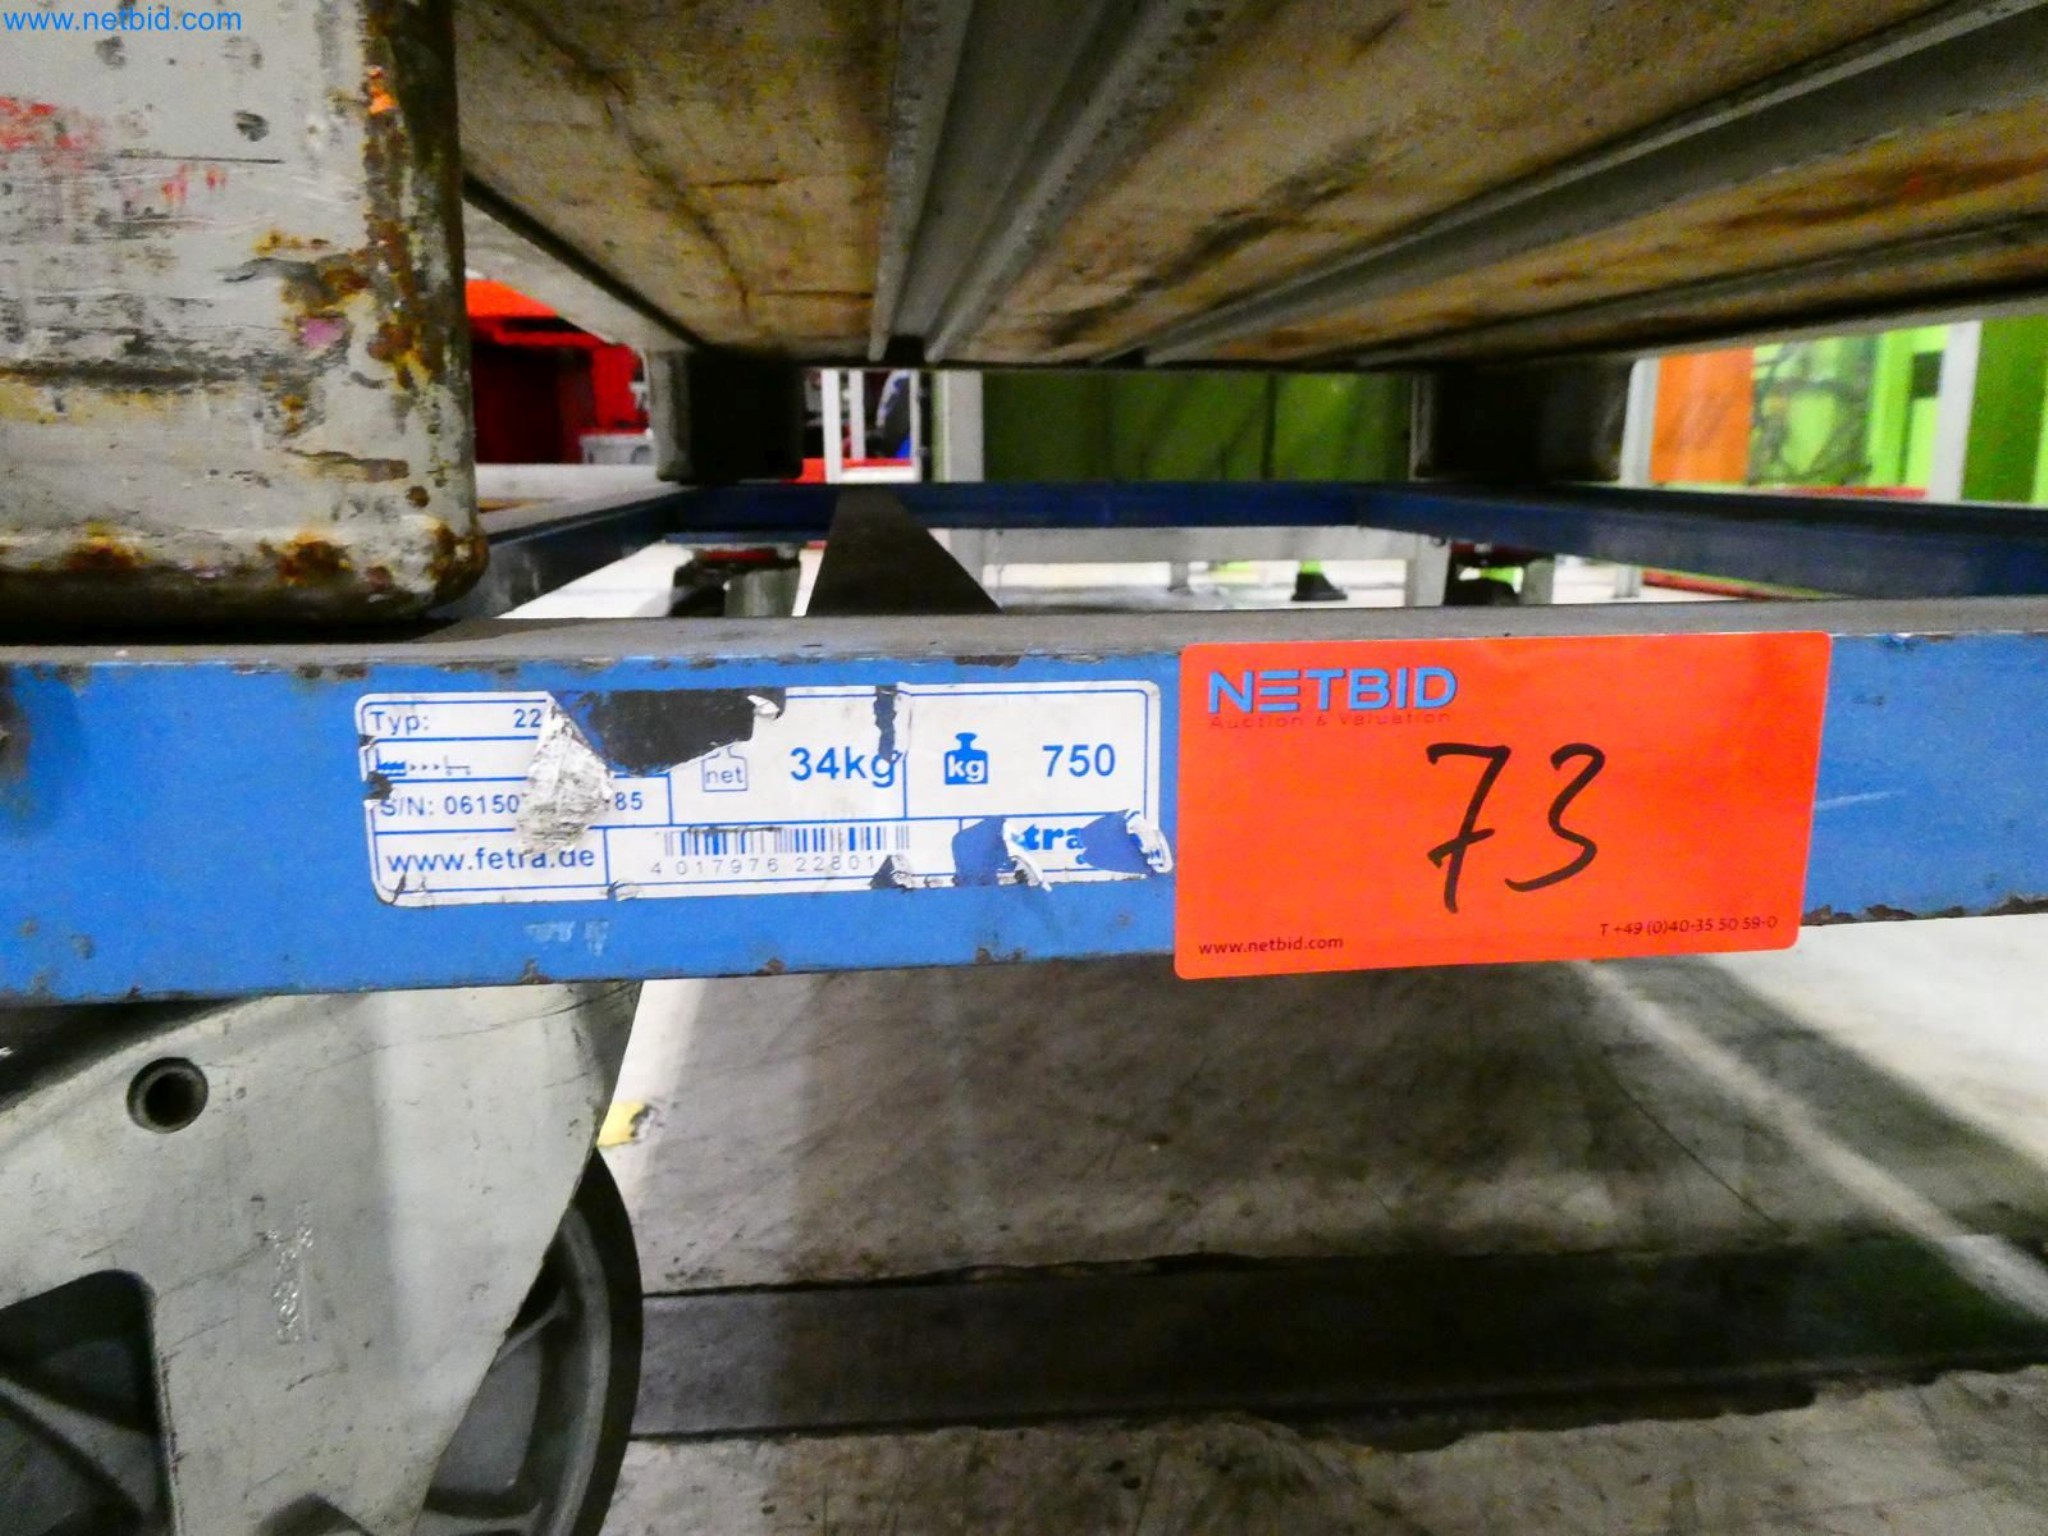 www.netbid.com
Typ: 22
net 34kg kg 750
S/N: 06150 85
www.fetra.de
4 017976 22801
NETBID
Auction & Valuation
73
www.netbid.com
T +49 (0)40-35 50 59-0